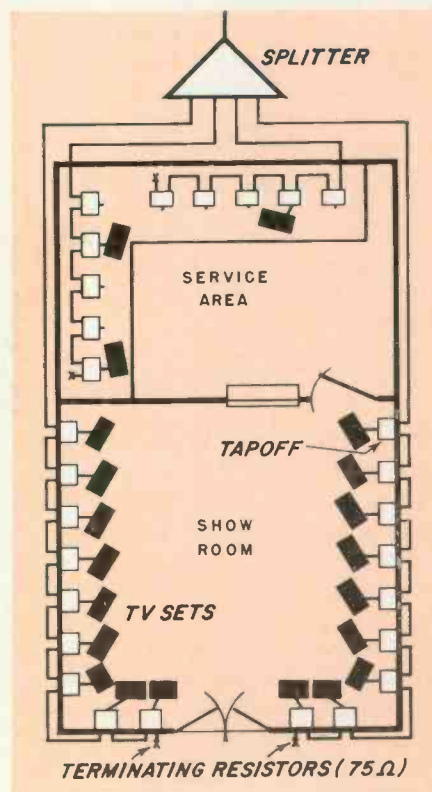 SPLITTER
SERVICE
AREA
TAPOFF
SHOW
ROOM
TV SETS
TERMINATING RESISTORS (75Ω)